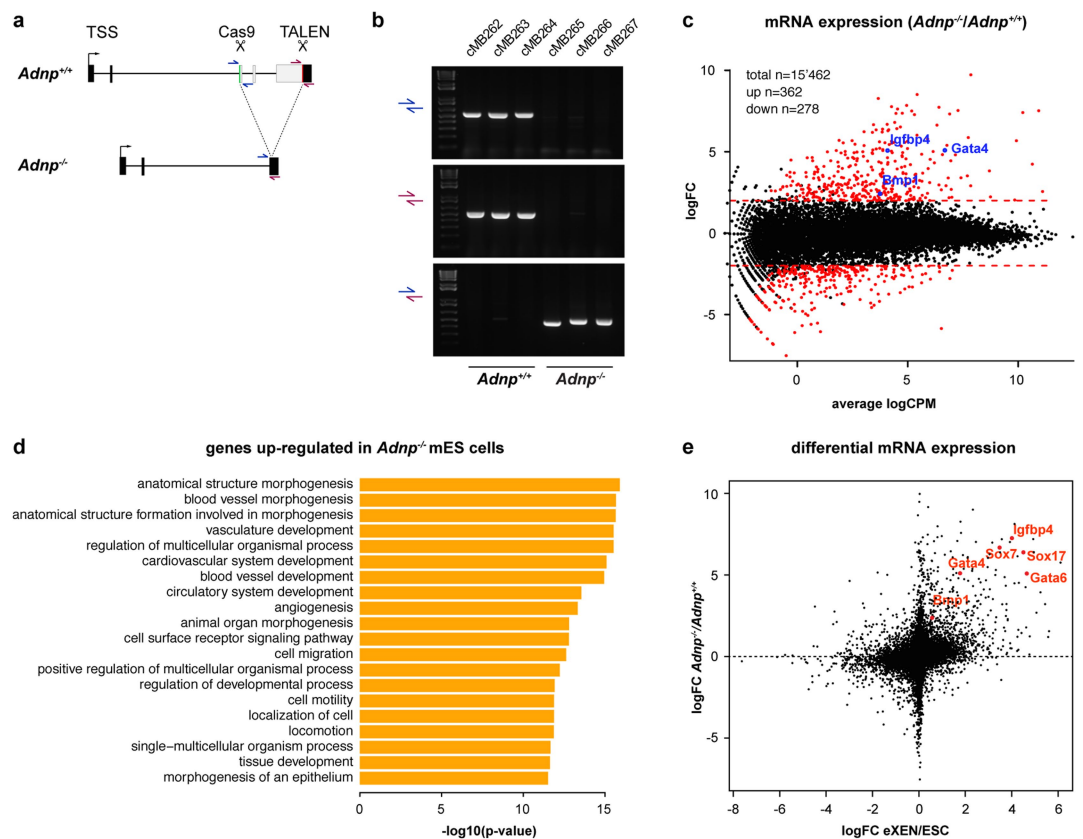 a
TSS
Cas9
TALEN
Adnp+/+
Adnp-/-
b
cMB262
cMB263
cMB264
cMB265
cMB266
cMB267
Adnp+/+
Adnp-/-
c
mRNA expression (Adnp-/-/Adnp+/+)
total n=15'462
up n=362
down n=278
10
5
0
-5
logFC
Igfbp4
Gata4
Bmp1
0
5
10
average logCPM
d
genes up-regulated in Adnp-/- mES cells
anatomical structure morphogenesis
blood vessel morphogenesis
anatomical structure formation involved in morphogenesis
vasculature development
regulation of multicellular organismal process
cardiovascular system development
blood vessel development
circulatory system development
angiogenesis
animal organ morphogenesis
cell surface receptor signaling pathway
cell migration
positive regulation of multicellular organismal process
regulation of developmental process
cell motility
localization of cell
locomotion
single−multicellular organism process
tissue development
morphogenesis of an epithelium
0
5
10
15
-log10(p-value)
e
differential mRNA expression
10
5
0
-5
logFC Adnp-/-/Adnp+/+
Igfbp4
Sox7
Sox17
Gata4
Gata6
Bmp1
-8
-6
-4
-2
0
2
4
6
logFC eXEN/ESC